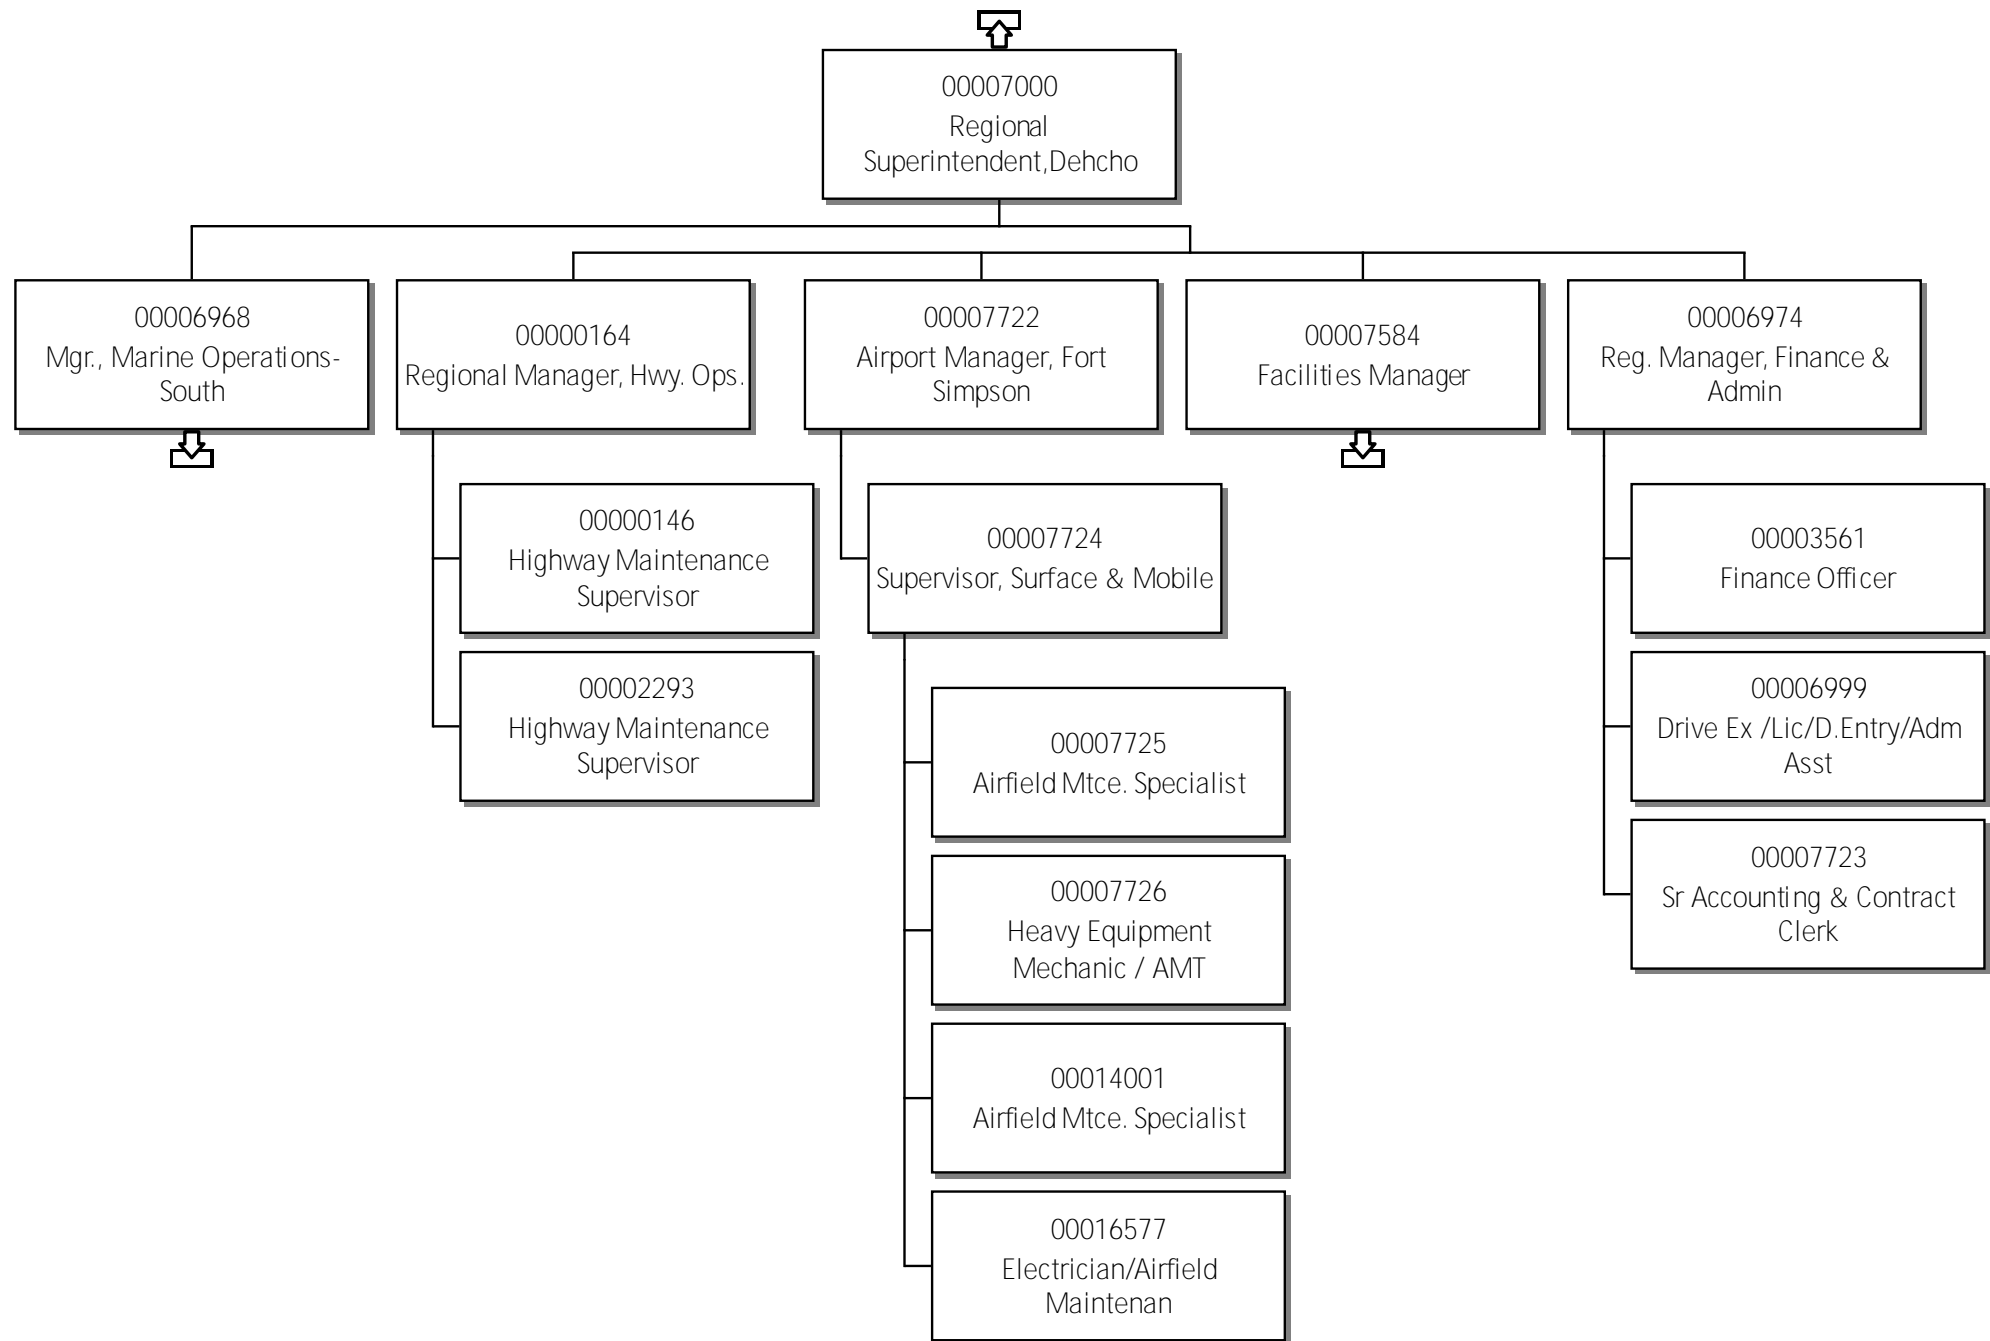 00007000
Regional
Superintendent,Dehcho
00006968
Mgr., Marine Operations-
South
00000164
Regional Manager, Hwy. Ops.
00007722
Airport Manager, Fort
Simpson
00007584
Facilities Manager
00006974
Reg. Manager, Finance &
Admin
00000146
Highway Maintenance
Supervisor
00002293
Highway Maintenance
Supervisor
00007724
Supervisor, Surface & Mobile
00007725
Airfield Mtce. Specialist
00007726
Heavy Equipment
Mechanic / AMT
00014001
Airfield Mtce. Specialist
00016577
Electrician/Airfield
Maintenan
00003561
Finance Officer
00006999
Drive Ex /Lic/D.Entry/Adm
Asst
00007723
Sr Accounting & Contract
Clerk